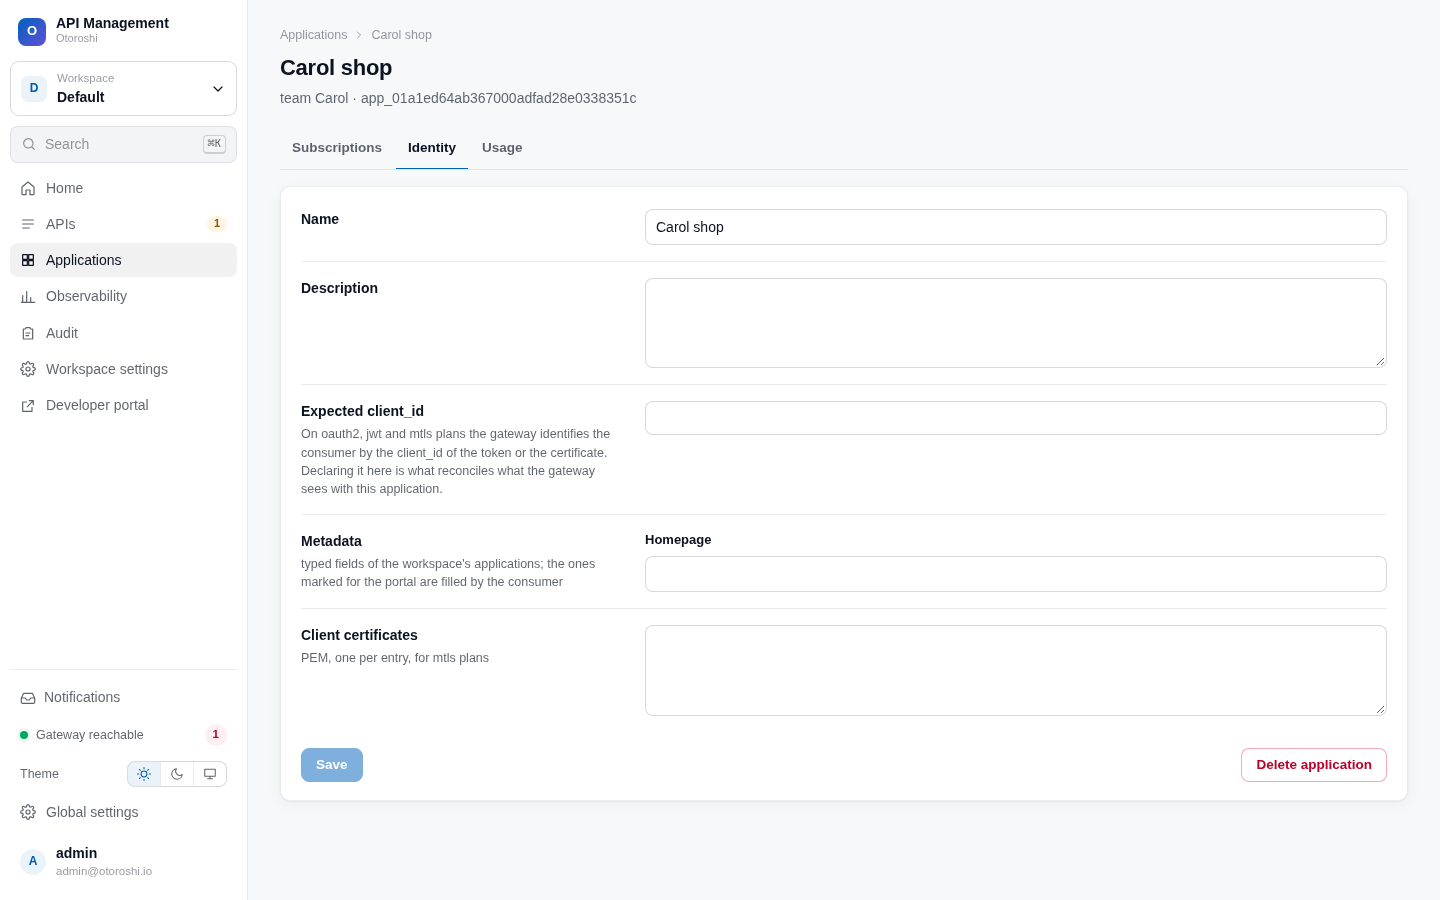 O
API Management
Otoroshi
D
Workspace
Default
Search
⌘K
Home
APIs
1
Applications
Observability
Audit
Workspace settings
Developer portal
Notifications
Gateway reachable
1
Theme
Global settings
A
admin
admin@otoroshi.io
Applications
Carol shop
Carol shop
team Carol · app_01a1ed64ab367000adfad28e0338351c
Subscriptions
Identity
Usage
Name
Carol shop
Description
Expected client_id
On oauth2, jwt and mtls plans the gateway identifies the
consumer by the client_id of the token or the certificate.
Declaring it here is what reconciles what the gateway
sees with this application.
Metadata
typed fields of the workspace's applications; the ones
marked for the portal are filled by the consumer
Homepage
Client certificates
PEM, one per entry, for mtls plans
Save
Delete application